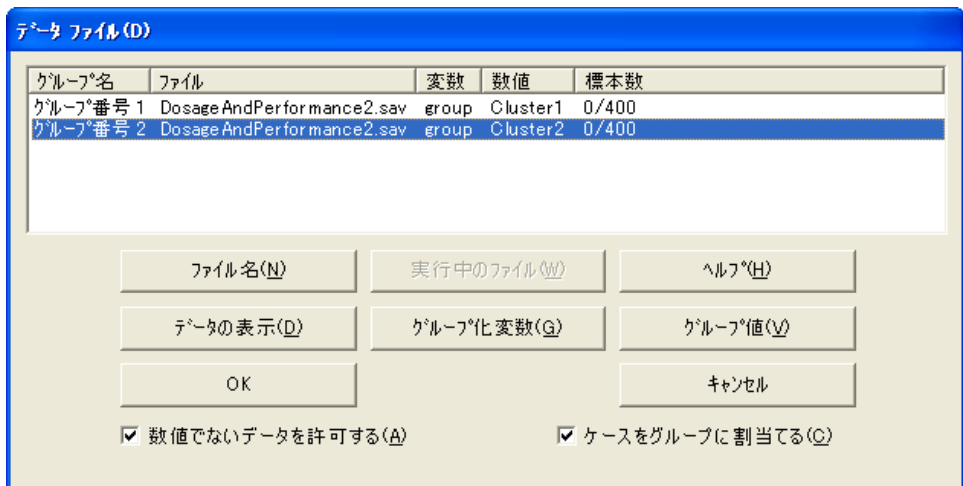 データ ファイル(D)
グループ名 ファイル 変数 数値 標本数
グループ番号 1 DosageAndPerformance2.sav group Cluster1 0/400
グループ番号 2 DosageAndPerformance2.sav group Cluster2 0/400
ファイル名(N) 実行中のファイル(W) ヘルプ(H)
データの表示(D) グループ化変数(G) グループ値(V)
OK キャンセル
数値でないデータを許可する(A) ケースをグループに割当てる(C)